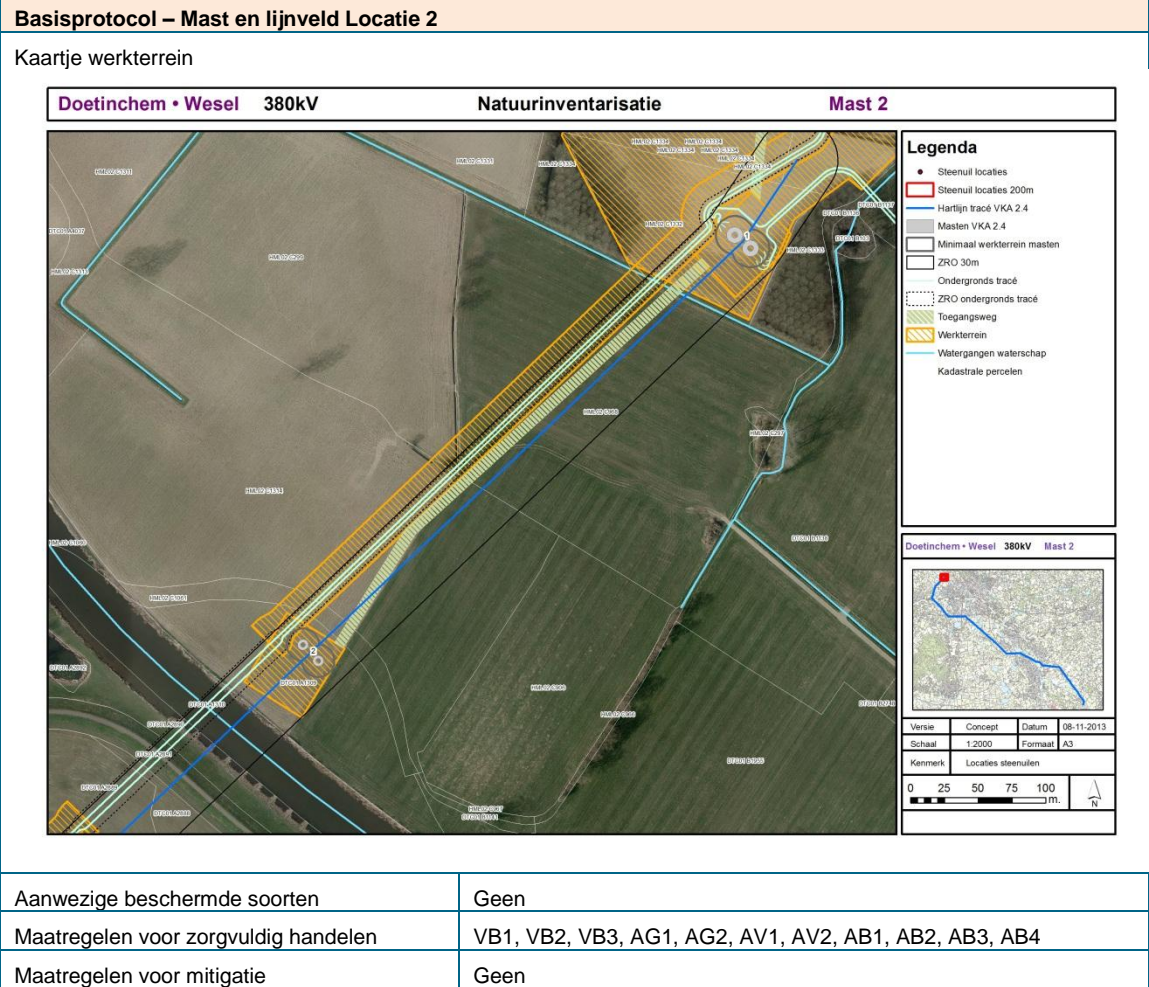 Basisprotocol – Mast en lijnveld Locatie 2
Kaartje werkterrein
Doetinchem • Wesel 380kV Natuurinventarisatie Mast 2
Legenda
Steenuil locaties
Steenuil locaties 200m
Hartlijn tracé VKA 2.4
Masten VKA 2.4
Minimaal werkterrein masten
ZRO 30m
Ondergronds tracé
ZRO ondergronds tracé
Toegangsweg
Werkterrein
Watergangen waterschap
Kadastrale percelen
1
2
Doetinchem • Wesel 380kV Mast 2
Versie Concept Datum 08-11-2013
Schaal 1:2000 Formaat A3
Kenmerk Locaties steenuilen
0 25 50 75 100
m.
N
Aanwezige beschermde soorten Geen
Maatregelen voor zorgvuldig handelen VB1, VB2, VB3, AG1, AG2, AV1, AV2, AB1, AB2, AB3, AB4
Maatregelen voor mitigatie Geen